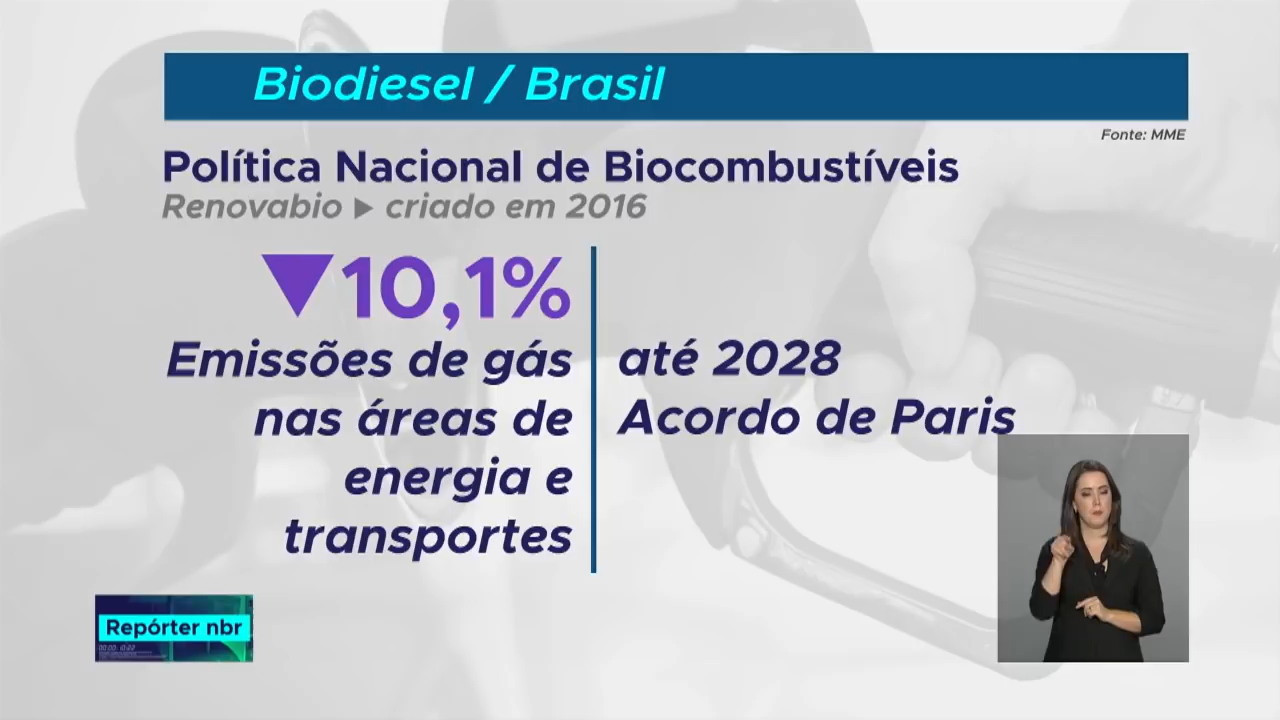 Biodiesel / Brasil
Fonte: MME
Política Nacional de Biocombustíveis
Renovabio ▶ criado em 2016
▼10,1%
Emissões de gás
nas áreas de
energia e
transportes
até 2028
Acordo de Paris
Repórter nbr